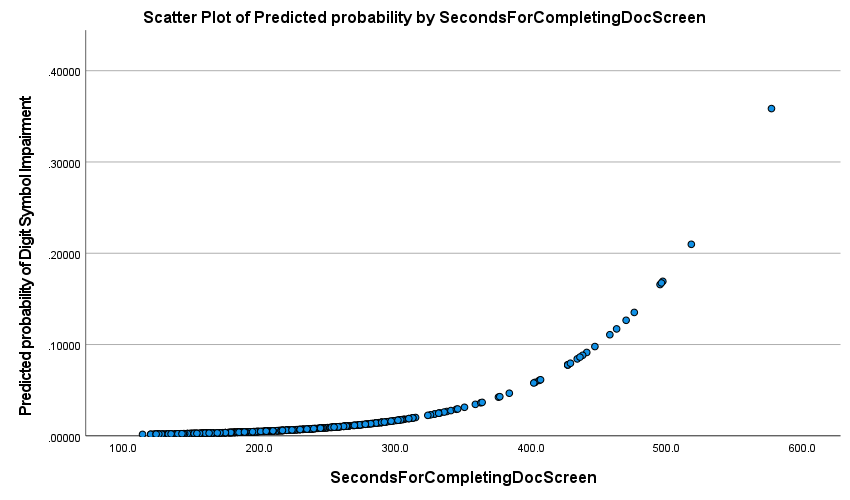 Scatter Plot of Predicted probability by SecondsForCompletingDocScreen
Predicted probability of Digit Symbol Impairment
.40000
.30000
.20000
.10000
.00000
100.0 200.0 300.0 400.0 500.0 600.0
SecondsForCompletingDocScreen